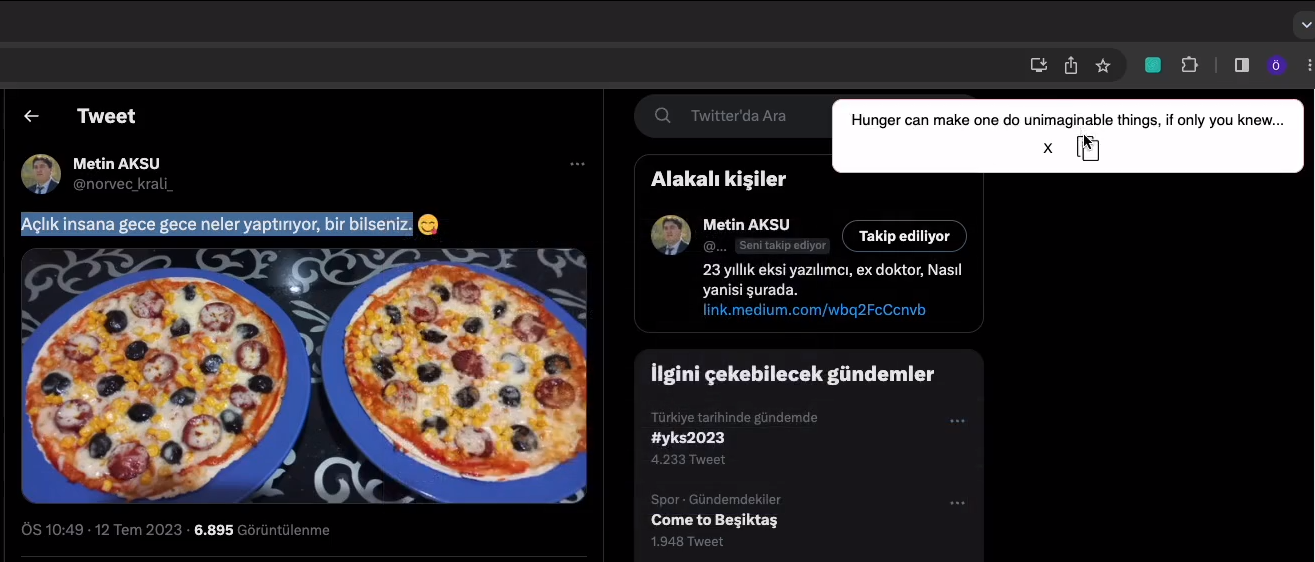 Ö
Tweet
Metin AKSU
@norvec_krali_
Açlık insana gece gece neler yaptırıyor, bir bilseniz.
ÖS 10:49 · 12 Tem 2023 · 6.895 Görüntülenme
Twitter'da Ara
Hunger can make one do unimaginable things, if only you knew...
X
Alakalı kişiler
Metin AKSU
@... Seni takip ediyor
Takip ediliyor
23 yıllık eksi yazılımcı, ex doktor, Nasıl
yanisi şurada.
link.medium.com/wbq2FcCcnvb
İlgini çekebilecek gündemler
Türkiye tarihinde gündemde
#yks2023
4.233 Tweet
Spor · Gündemdekiler
Come to Beşiktaş
1.948 Tweet